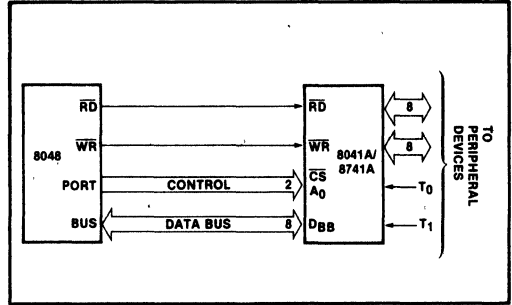 RD RD 8
8048
WR WR 8
8041A/
8741A
CS
PORT CONTROL 2 A0 T0
BUS DATA BUS 8 DBB T1
TO
PERIPHERAL
DEVICES